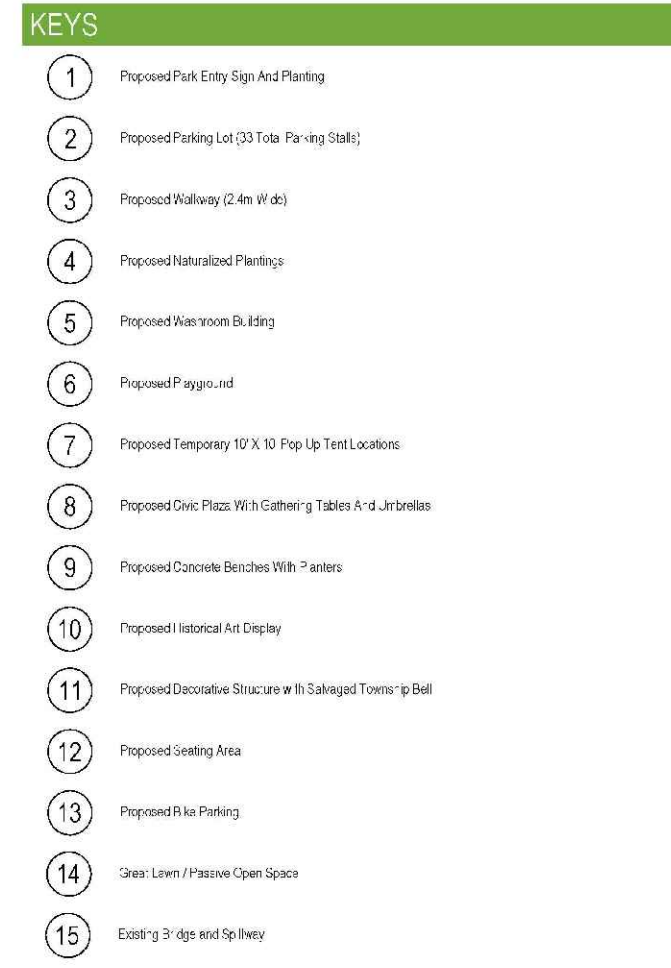 KEYS
1 Proposed Park Entry Sign And Planting
2 Proposed Parking Lot (33 Total Parking Stalls)
3 Proposed Walkway (2.4m Wide)
4 Proposed Naturalized Plantings
5 Proposed Washroom Building
6 Proposed Playground
7 Proposed Temporary 10' X 10' Pop Up Tent Locations
8 Proposed Civic Plaza With Gathering Tables And Umbrellas
9 Proposed Concrete Benches With Planters
10 Proposed Historical Art Display
11 Proposed Decorative Structure with Salvaged Township Bell
12 Proposed Seating Area
13 Proposed Bike Parking
14 Great Lawn / Passive Open Space
15 Existing Bridge and Spillway